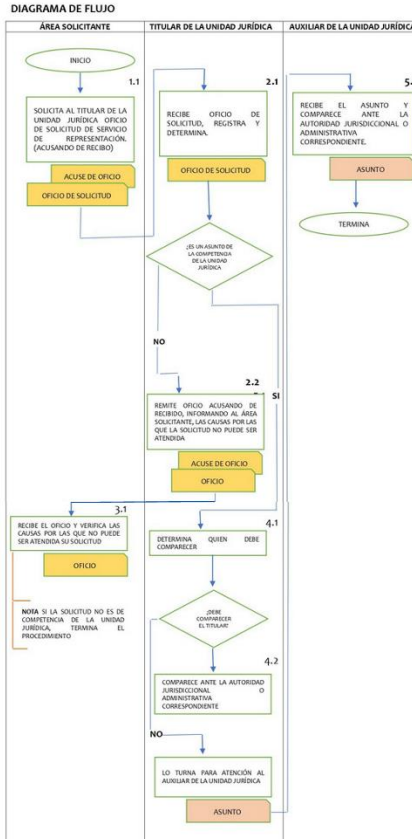 DIAGRAMA DE FLUJO
ÁREA SOLICITANTE
TITULAR DE LA UNIDAD JURÍDICA
AUXILIAR DE LA UNIDAD JURÍDICA
INICIO
1.1
SOLICITA AL TITULAR DE LA
UNIDAD JURÍDICA OFICIO
DE SOLICITUD DE SERVICIO
DE REPRESENTACIÓN.
(ACUSANDO DE RECIBO)
ACUSE DE OFICIO
OFICIO DE SOLICITUD
2.1
RECIBE OFICIO DE
SOLICITUD, REGISTRA Y
DETERMINA.
OFICIO DE SOLICITUD
¿ES UN ASUNTO DE
LA COMPETENCIA
DE LA UNIDAD
JURÍDICA
NO
SI
2.2
REMITE OFICIO ACUSANDO DE
RECIBIDO, INFORMANDO AL ÁREA
SOLICITANTE, LAS CAUSAS POR LAS
QUE LA SOLICITUD NO PUEDE SER
ATENDIDA
ACUSE DE OFICIO
OFICIO
3.1
RECIBE EL OFICIO Y VERIFICA LAS
CAUSAS POR LAS QUE NO PUEDE
SER ATENDIDA SU SOLICITUD
OFICIO
NOTA SI LA SOLICITUD NO ES DE
COMPETENCIA DE LA UNIDAD
JURÍDICA, TERMINA EL
PROCEDIMIENTO
4.1
DETERMINA QUIEN DEBE
COMPARECER
¿DEBE
COMPARECER
EL TITULAR?
4.2
COMPARECE ANTE LA AUTORIDAD
JURISDICCIONAL O
ADMINISTRATIVA
CORRESPONDIENTE
NO
LO TURNA PARA ATENCIÓN AL
AUXILIAR DE LA UNIDAD JURÍDICA
ASUNTO
5.
RECIBE EL ASUNTO Y
COMPARECE ANTE LA
AUTORIDAD JURISDICCIONAL O
ADMINISTRATIVA
CORRESPONDIENTE.
ASUNTO
TERMINA